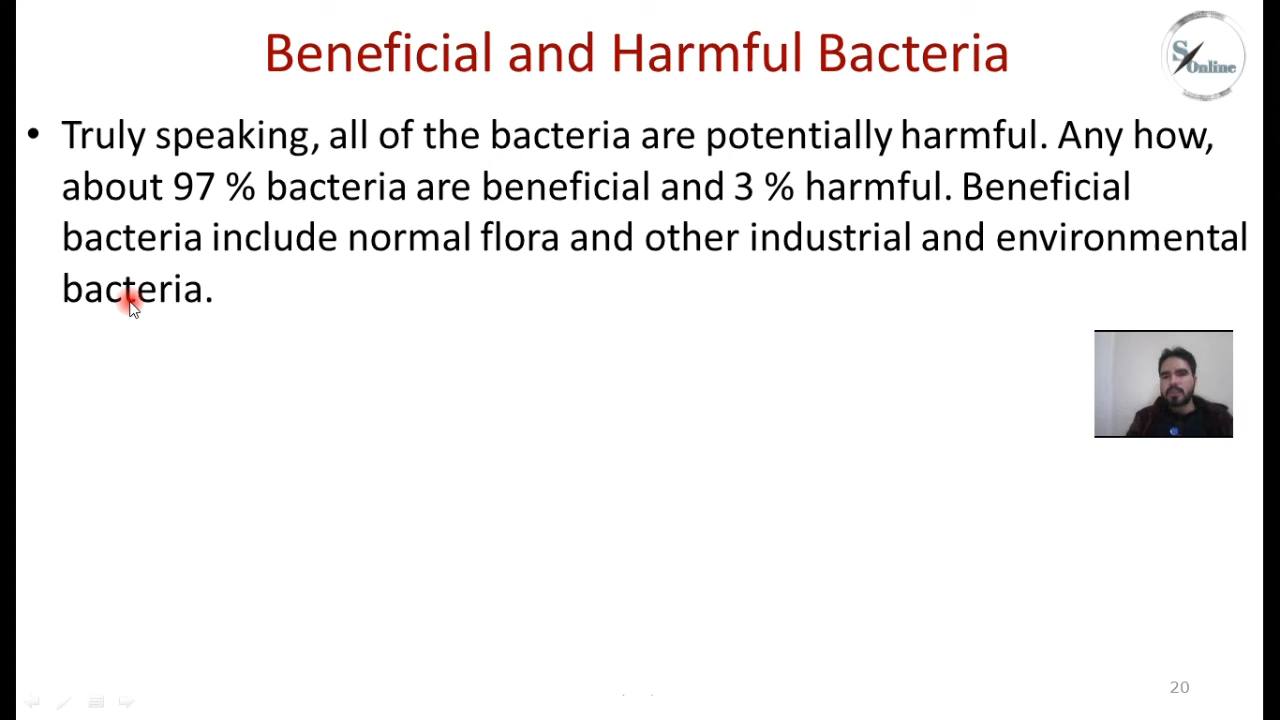 Beneficial and Harmful Bacteria
S Online
• Truly speaking, all of the bacteria are potentially harmful. Any how,
about 97 % bacteria are beneficial and 3 % harmful. Beneficial
bacteria include normal flora and other industrial and environmental
bacteria.
20